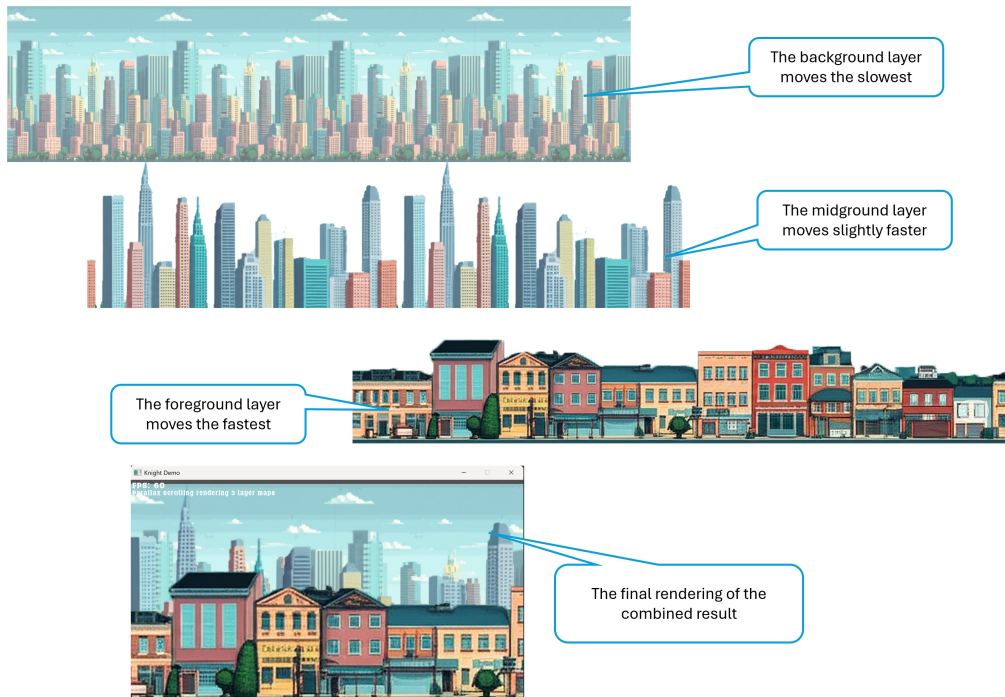 The background layer
moves the slowest
The midground layer
moves slightly faster
The foreground layer
moves the fastest
Knight Demo
FPS: 60
Parallax scrolling rendering 3 layer maps
The final rendering of the
combined result